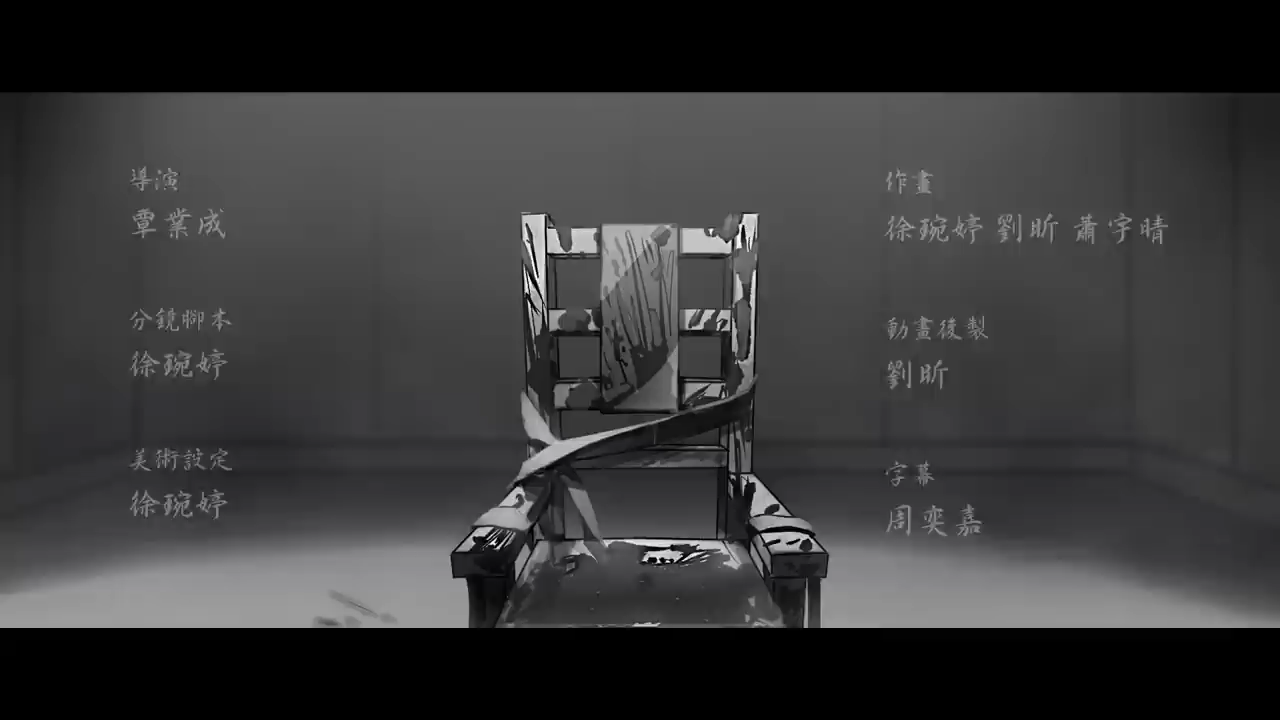 導演
覃業成
分鏡腳本
徐琬婷
美術設定
徐琬婷
作畫
徐琬婷 劉昕 蕭宇晴
動畫後製
劉昕
字幕
周奕嘉